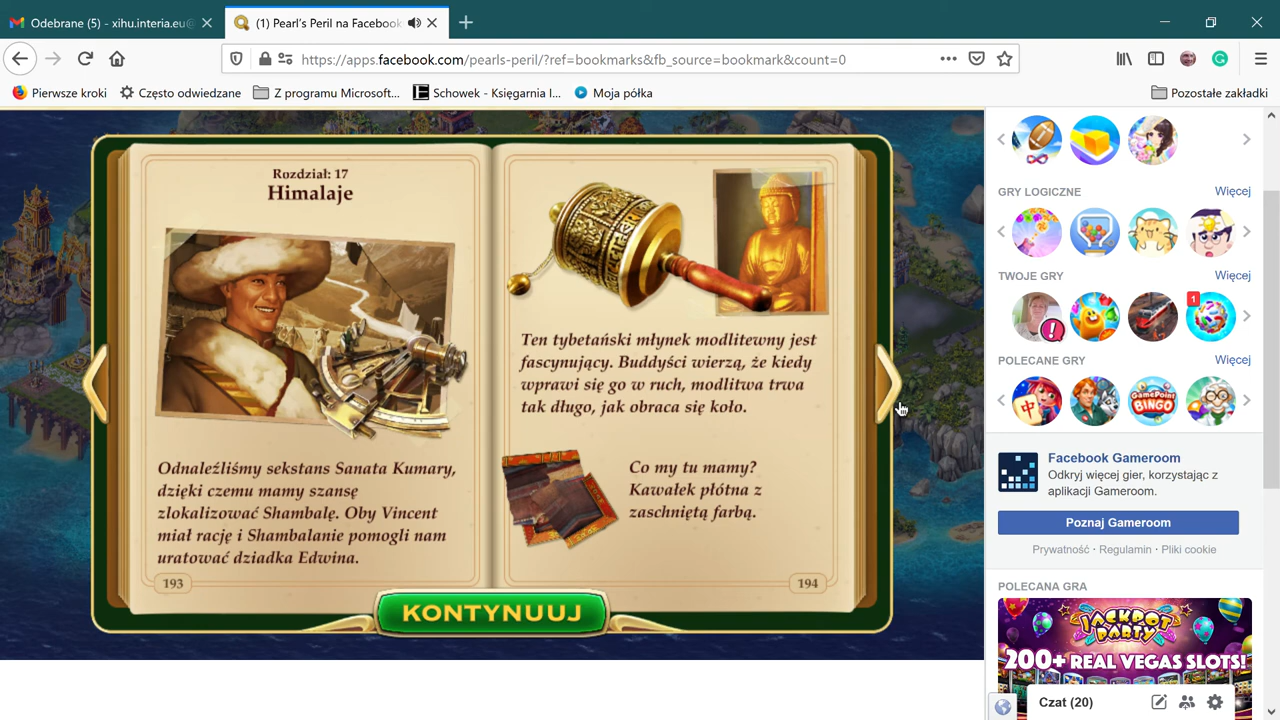 Odebrane (5) - xihu.interia.eu@
(1) Pearl's Peril na Facebook
https://apps.facebook.com/pearls-peril/?ref=bookmarks&fb_source=bookmark&count=0
Pierwsze kroki
Często odwiedzane
Z programu Microsoft...
Schowek - Księgarnia I...
Moja półka
Pozostałe zakładki
Rozdział: 17
Himalaje
Odnaleźliśmy sekstans Sanata Kumary,
dzięki czemu mamy szansę
zlokalizować Shambalę. Oby Vincent
miał rację i Shambalanie pomogli nam
uratować dziadka Edwina.
193
Ten tybetański młynek modlitewny jest
fascynujący. Buddyści wierzą, że kiedy
wprawi się go w ruch, modlitwa trwa
tak długo, jak obraca się koło.
Co my tu mamy?
Kawałek płótna z
zaschniętą farbą.
194
KONTYNUUJ
GRY LOGICZNE
Więcej
TWOJE GRY
Więcej
1
POLECANE GRY
Więcej
GAMEPOINT
BINGO
Facebook Gameroom
Odkryj więcej gier, korzystając z
aplikacji Gameroom.
Poznaj Gameroom
Prywatność · Regulamin · Pliki cookie
POLECANA GRA
JACKPOT
PARTY
200+ REAL VEGAS SLOTS!
Czat (20)